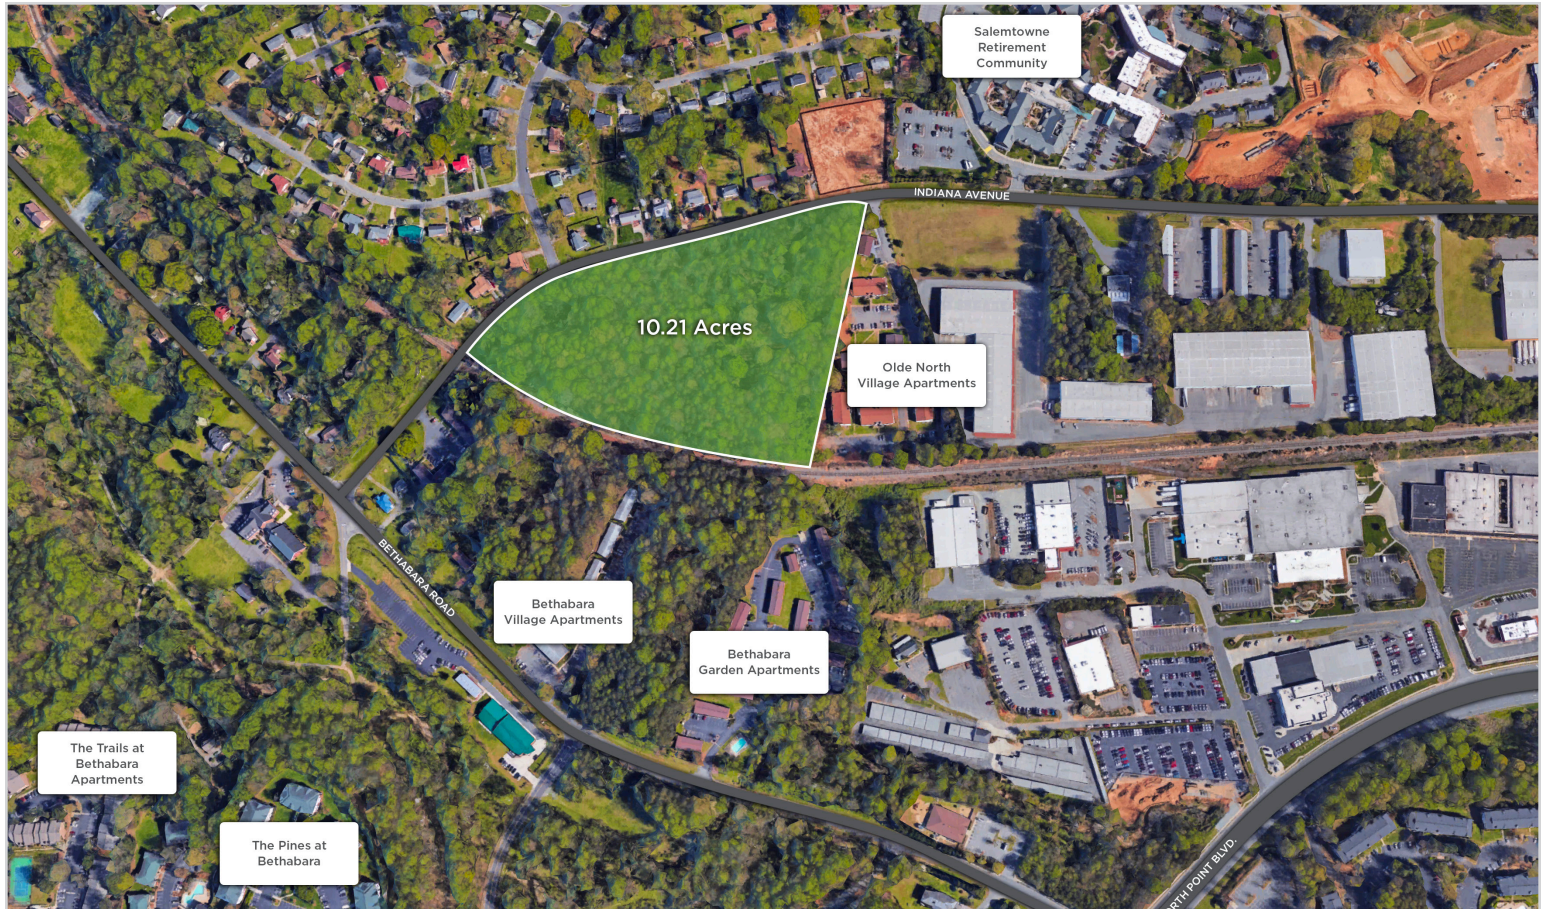 Salemtowne
Retirement
Community
INDIANA AVENUE
10.21 Acres
Olde North
Village Apartments
BETHABARA ROAD
Bethabara
Village Apartments
Bethabara
Garden Apartments
The Trails at
Bethabara
Apartments
The Pines at
Bethabara
POINT BLVD.